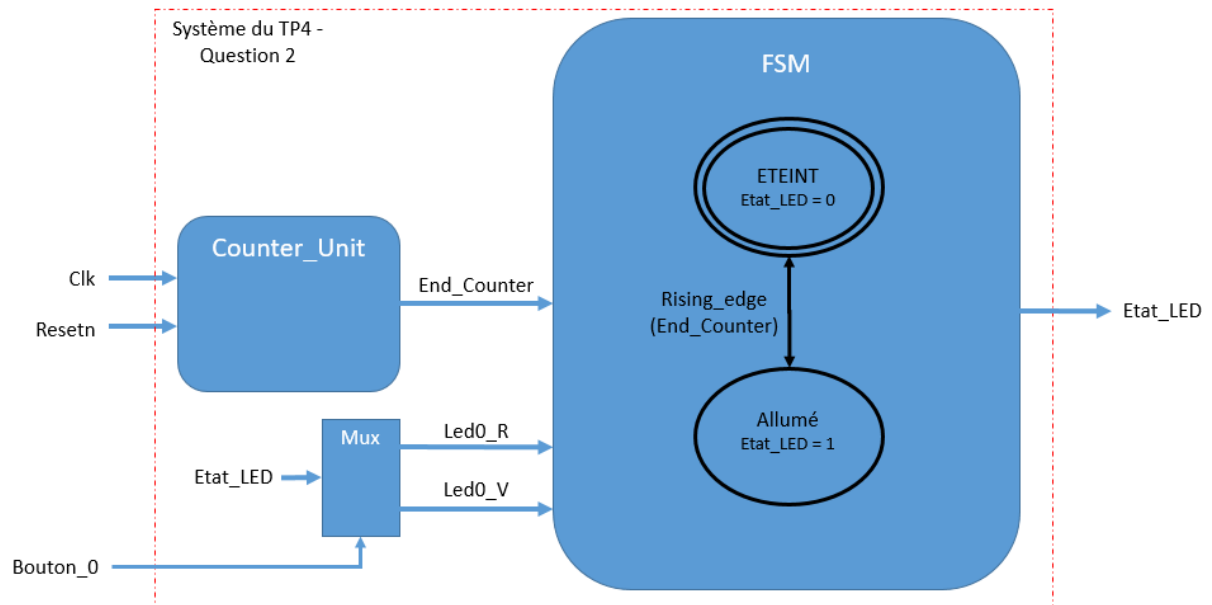 Système du TP4 -
Question 2
FSM
ETEINT
Etat_LED = 0
Counter_Unit
Clk
End_Counter
Rising_edge
(End_Counter)
Etat_LED
Resetn
Allumé
Etat_LED = 1
Mux
Led0_R
Etat_LED
Led0_V
Bouton_0